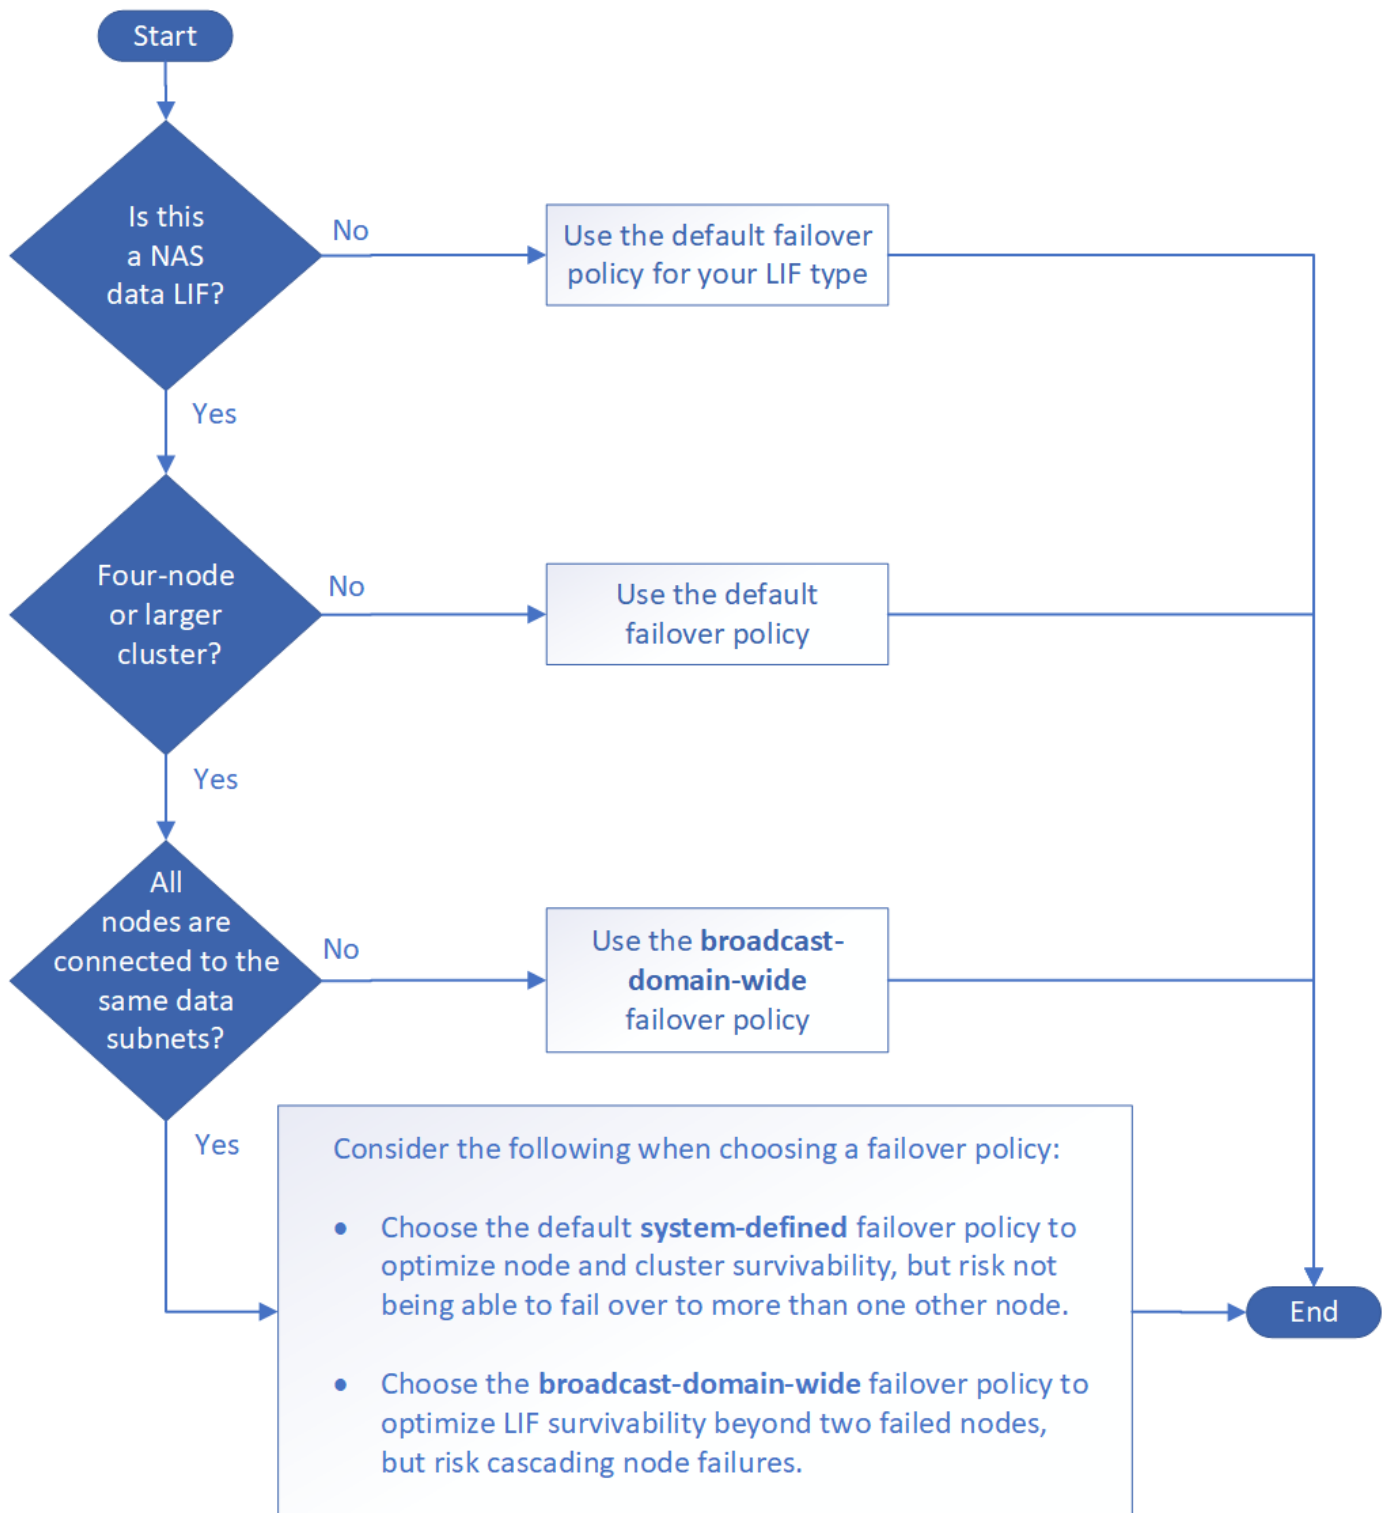 Start
Is this
a NAS
data LIF?
No
Use the default failover
policy for your LIF type
Yes
Four-node
or larger
cluster?
No
Use the default
failover policy
Yes
All
nodes are
connected to the
same data
subnets?
No
Use the broadcast-
domain-wide
failover policy
Yes
Consider the following when choosing a failover policy:
• Choose the default system-defined failover policy to
optimize node and cluster survivability, but risk not
being able to fail over to more than one other node.
• Choose the broadcast-domain-wide failover policy to
optimize LIF survivability beyond two failed nodes,
but risk cascading node failures.
End